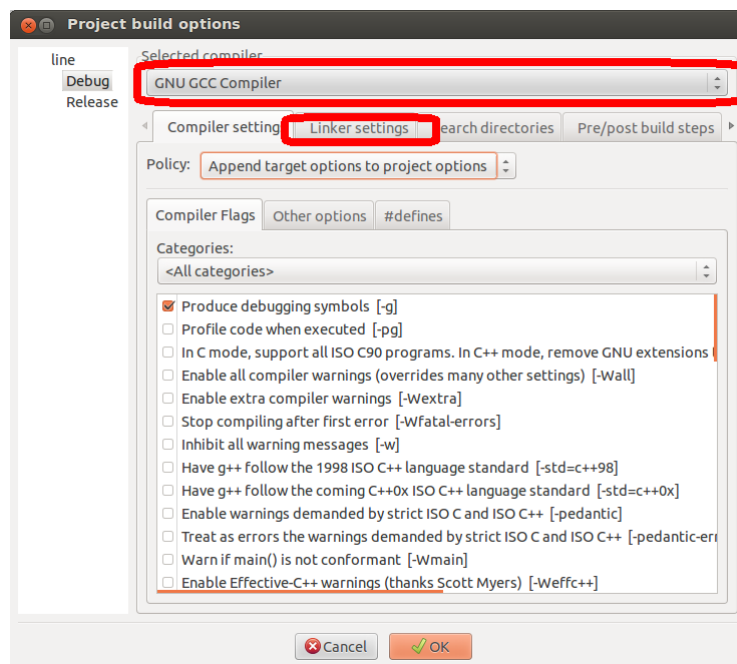 Project build options
line
Debug
Release
Selected compiler
GNU GCC Compiler
Compiler setting
Linker settings
earch directories
Pre/post build steps
Policy:
Append target options to project options
Compiler Flags
Other options
#defines
Categories:
<All categories>
Produce debugging symbols [-g]
Profile code when executed [-pg]
In C mode, support all ISO C90 programs. In C++ mode, remove GNU extensions
Enable all compiler warnings (overrides many other settings) [-Wall]
Enable extra compiler warnings [-Wextra]
Stop compiling after first error [-Wfatal-errors]
Inhibit all warning messages [-w]
Have g++ follow the 1998 ISO C++ language standard [-std=c++98]
Have g++ follow the coming C++0x ISO C++ language standard [-std=c++0x]
Enable warnings demanded by strict ISO C and ISO C++ [-pedantic]
Treat as errors the warnings demanded by strict ISO C and ISO C++ [-pedantic-err
Warn if main() is not conformant [-Wmain]
Enable Effective-C++ warnings (thanks Scott Myers) [-Weffc++]
Cancel
OK